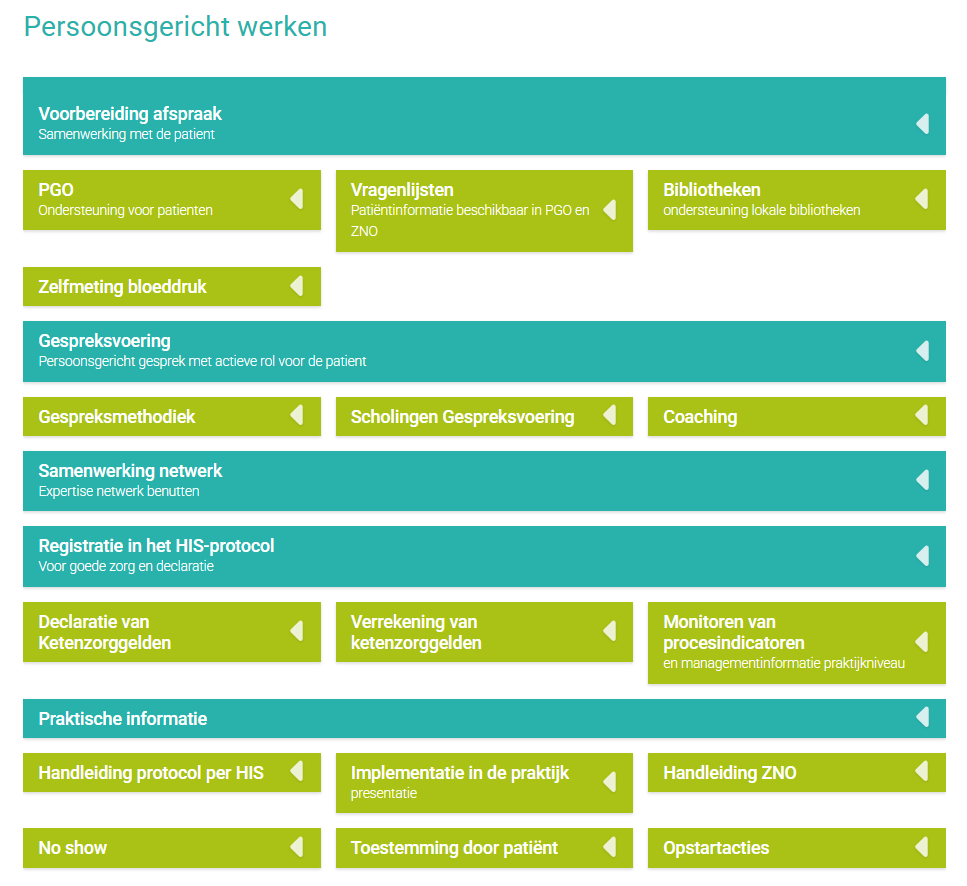 Persoonsgericht werken
Voorbereiding afspraak
Samenwerking met de patient
PGO
Ondersteuning voor patienten
Vragenlijsten
Patiëntinformatie beschikbaar in PGO en
ZNO
Bibliotheken
ondersteuning lokale bibliotheken
Zelfmeting bloeddruk
Gespreksvoering
Persoonsgericht gesprek met actieve rol voor de patient
Gespreksmethodiek
Scholingen Gespreksvoering
Coaching
Samenwerking netwerk
Expertise netwerk benutten
Registratie in het HIS-protocol
Voor goede zorg en declaratie
Declaratie van
Ketenzorggelden
Verrekening van
ketenzorggelden
Monitoren van
procesindicatoren
en managementinformatie praktijkniveau
Praktische informatie
Handleiding protocol per HIS
Implementatie in de praktijk
presentatie
Handleiding ZNO
No show
Toestemming door patiënt
Opstartacties